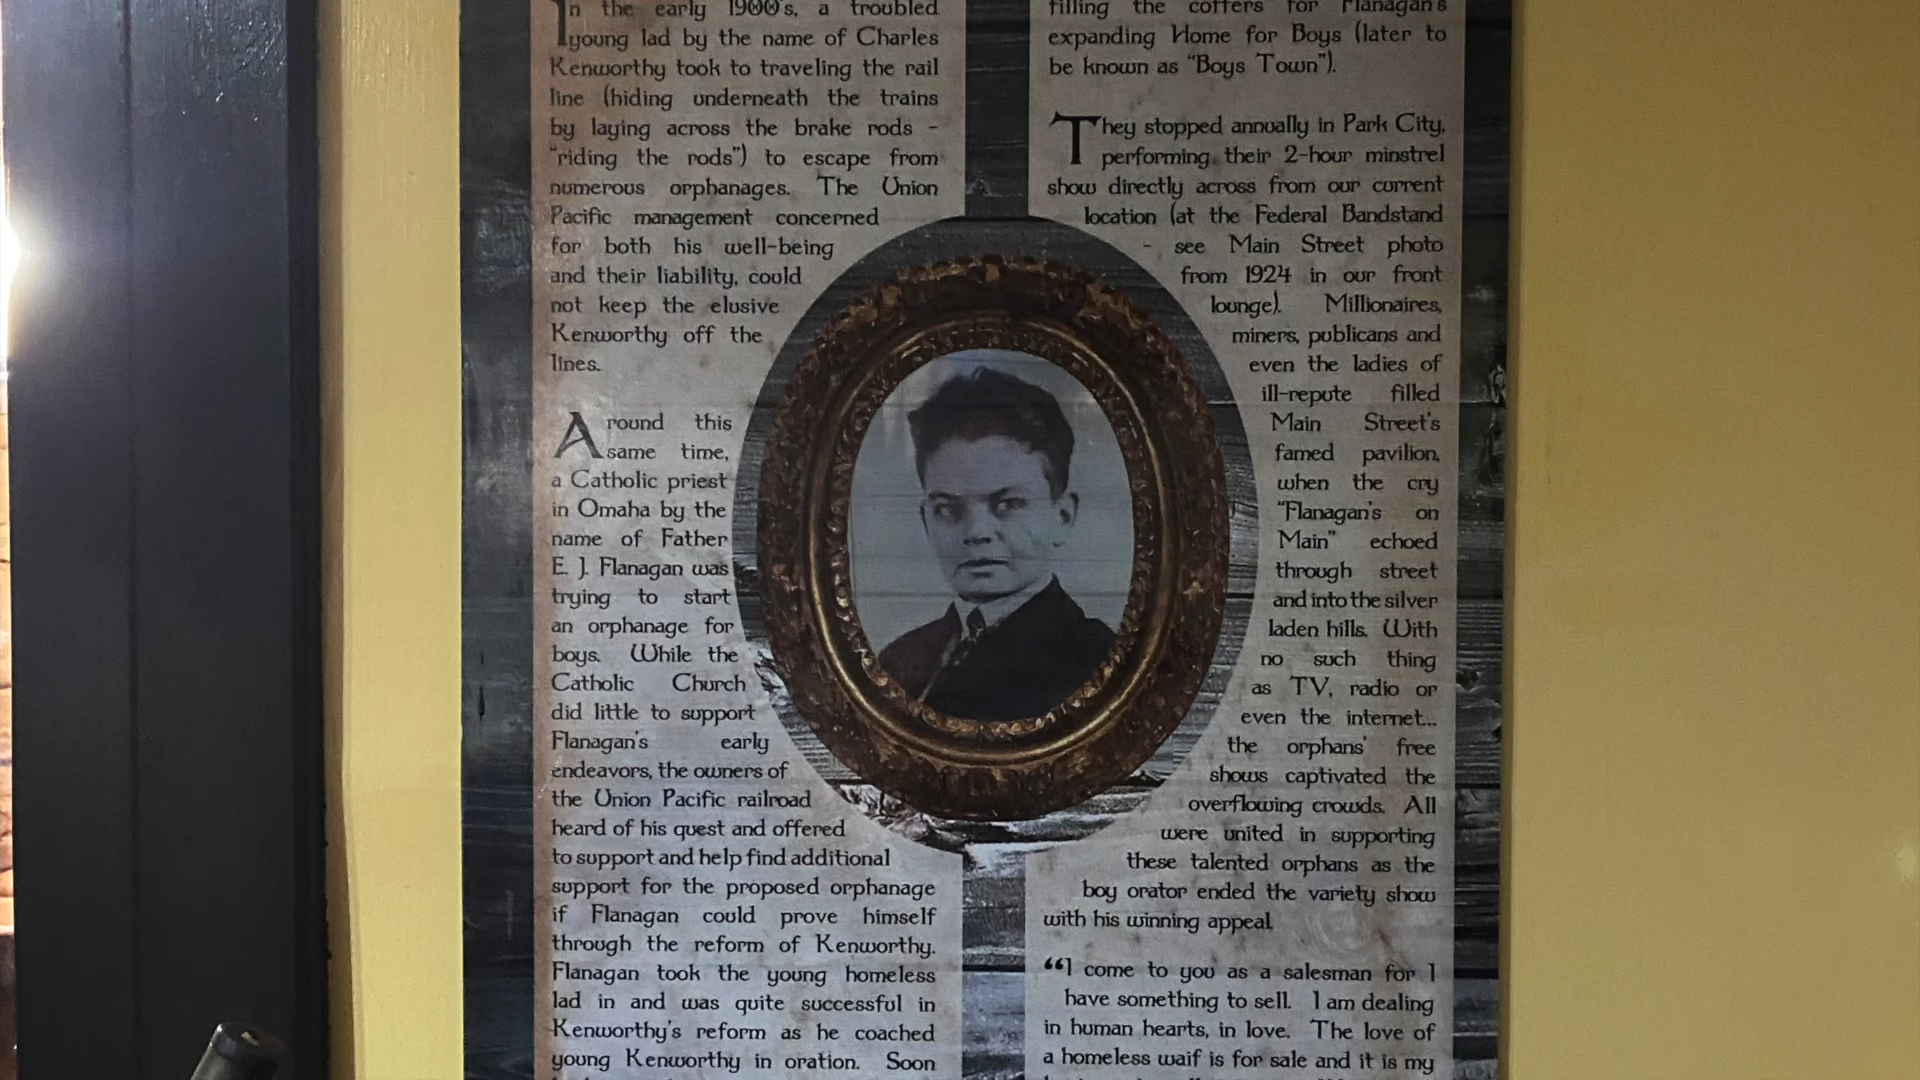 In the early 1900's, a troubled
young lad by the name of Charles
Kenworthy took to traveling the rail
line (hiding underneath the trains
by laying across the brake rods -
"riding the rods") to escape from
numerous orphanages. The Union
Pacific management concerned
for both his well-being
and their liability, could
not keep the elusive
Kenworthy off the
lines.
Around this
same time,
a Catholic priest
in Omaha by the
name of Father
E. J. Flanagan was
trying to start
an orphanage for
boys. While the
Catholic Church
did little to support
Flanagan's early
endeavors, the owners of
the Union Pacific railroad
heard of his quest and offered
to support and help find additional
support for the proposed orphanage
if Flanagan could prove himself
through the reform of Kenworthy.
Flanagan took the young homeless
lad in and was quite successful in
Kenworthy's reform as he coached
young Kenworthy in oration. Soon
filling the coffers for Flanagan's
expanding Home for Boys (later to
be known as "Boys Town").
They stopped annually in Park City,
performing their 2-hour minstrel
show directly across from our current
location (at the Federal Bandstand
- see Main Street photo
from 1924 in our front
lounge). Millionaires,
miners, publicans and
even the ladies of
ill-repute filled
Main Street's
famed pavilion,
when the cry
"Flanagan's on
Main" echoed
through street
and into the silver
laden hills. With
no such thing
as TV, radio or
even the internet...
the orphans' free
shows captivated the
overflowing crowds. All
were united in supporting
these talented orphans as the
boy orator ended the variety show
with his winning appeal.
"I come to you as a salesman for I
have something to sell. I am dealing
in human hearts, in love. The love of
a homeless waif is for sale and it is my